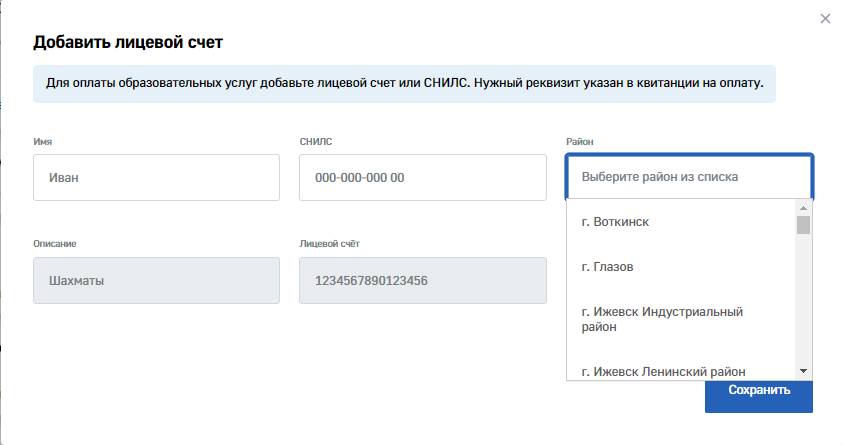 Добавить лицевой счет
Для оплаты образовательных услуг добавьте лицевой счет или СНИЛС. Нужный реквизит указан в квитанции на оплату.
Имя
СНИЛС
Район
Иван
000-000-000 00
Выберите район из списка
г. Воткинск
Описание
Лицевой счёт
Шахматы
1234567890123456
г. Глазов
г. Ижевск Индустриальный
район
г. Ижевск Ленинский район
Сохранить